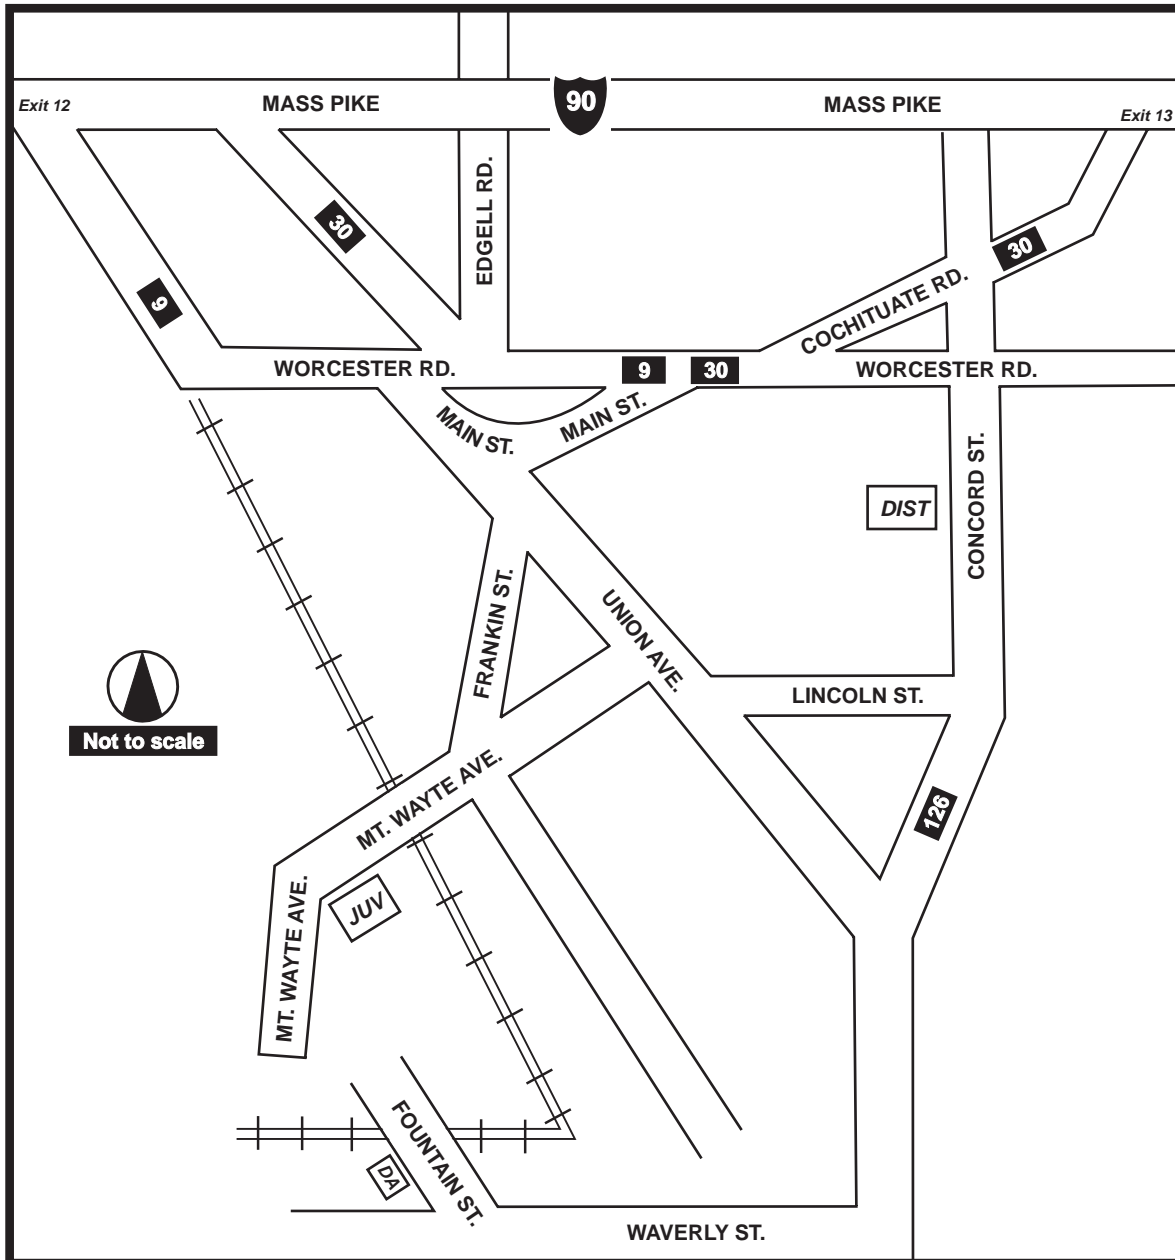 Exit 12
MASS PIKE
90
MASS PIKE
Exit 13
30
EDGELL RD.
30
9
COCHITUATE RD.
WORCESTER RD.
9
30
WORCESTER RD.
MAIN ST.
MAIN ST.
DIST
CONCORD ST.
FRANKIN ST.
UNION AVE.
LINCOLN ST.
Not to scale
MT. WAYTE AVE.
126
JUV
MT. WAYTE AVE.
FOUNTAIN ST.
DA
WAVERLY ST.